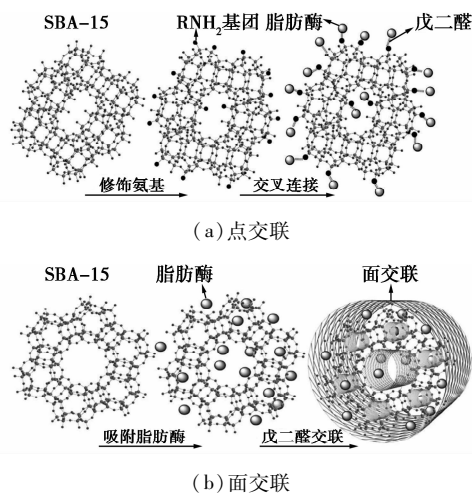 SBA-15 RNH₂基团 脂肪酶 戊二醛
修饰氨基 交叉连接
(a)点交联
SBA-15 脂肪酶 面交联
吸附脂肪酶 戊二醛交联
(b)面交联